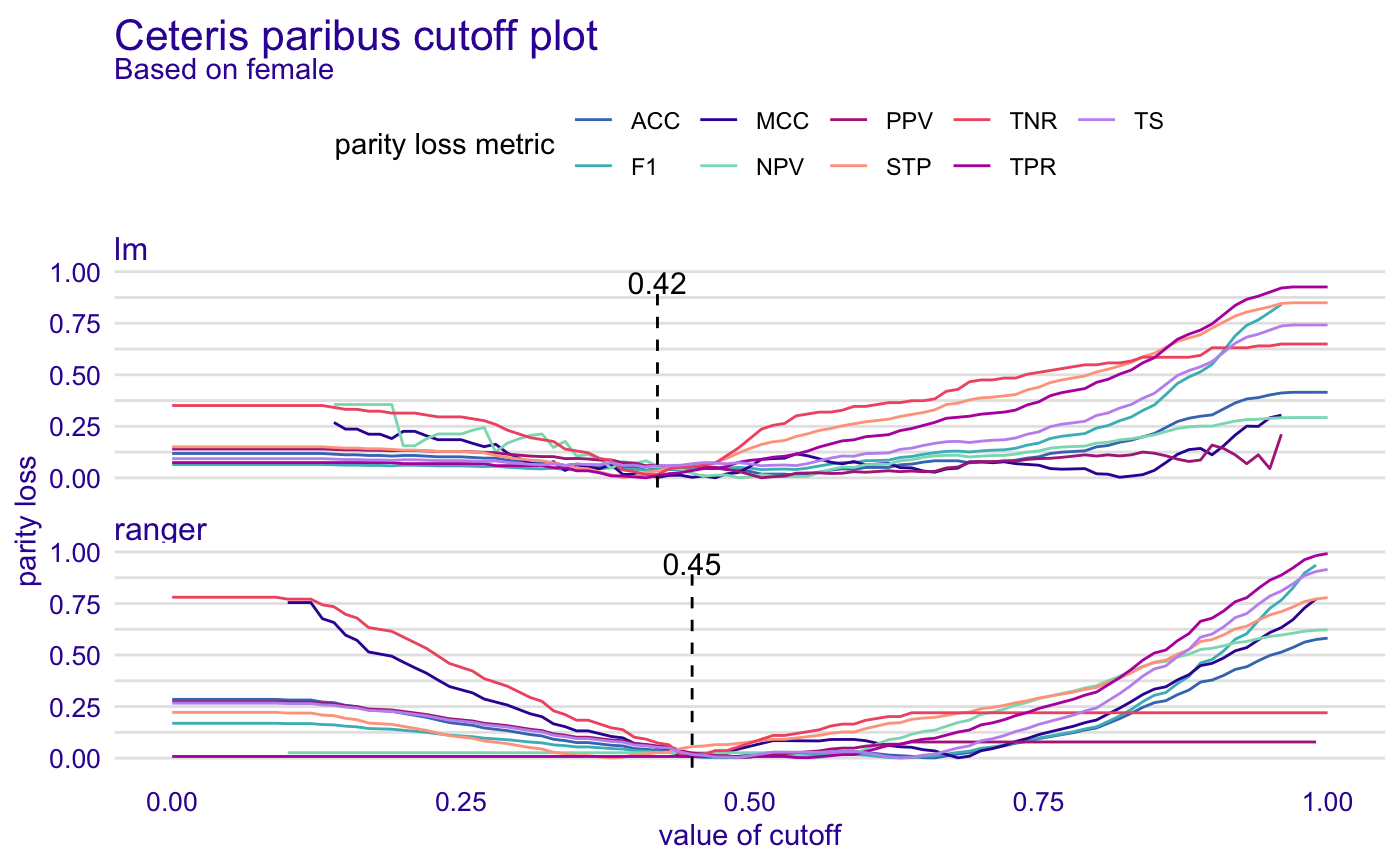 Ceteris paribus cutoff plot
Based on female
parity loss metric
ACC MCC PPV TNR TS
F1 NPV STP TPR
lm
1.00
0.75
0.50
0.25
0.00
0.42
parity loss
ranger
1.00
0.75
0.50
0.25
0.00
0.45
0.00 0.25 0.50 0.75 1.00
value of cutoff